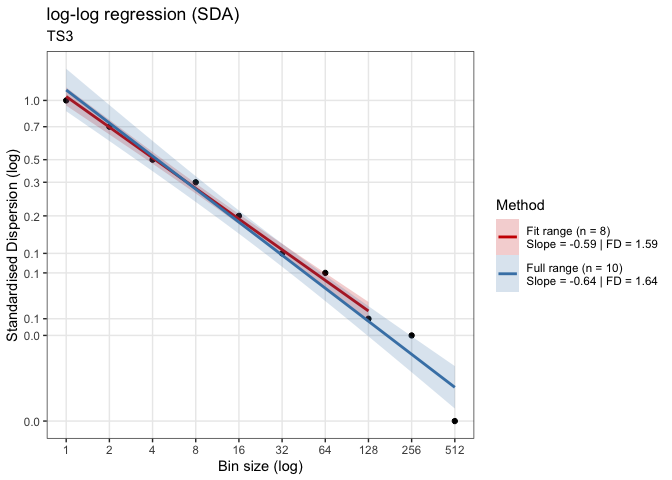 log-log regression (SDA)
TS3
Standardised Dispersion (log)
1.0
0.7
0.5
0.3
0.2
0.1
0.1
0.1
0.0
0.0
1 2 4 8 16 32 64 128 256 512
Bin size (log)
Method
Fit range (n = 8)
Slope = -0.59 | FD = 1.59
Full range (n = 10)
Slope = -0.64 | FD = 1.64